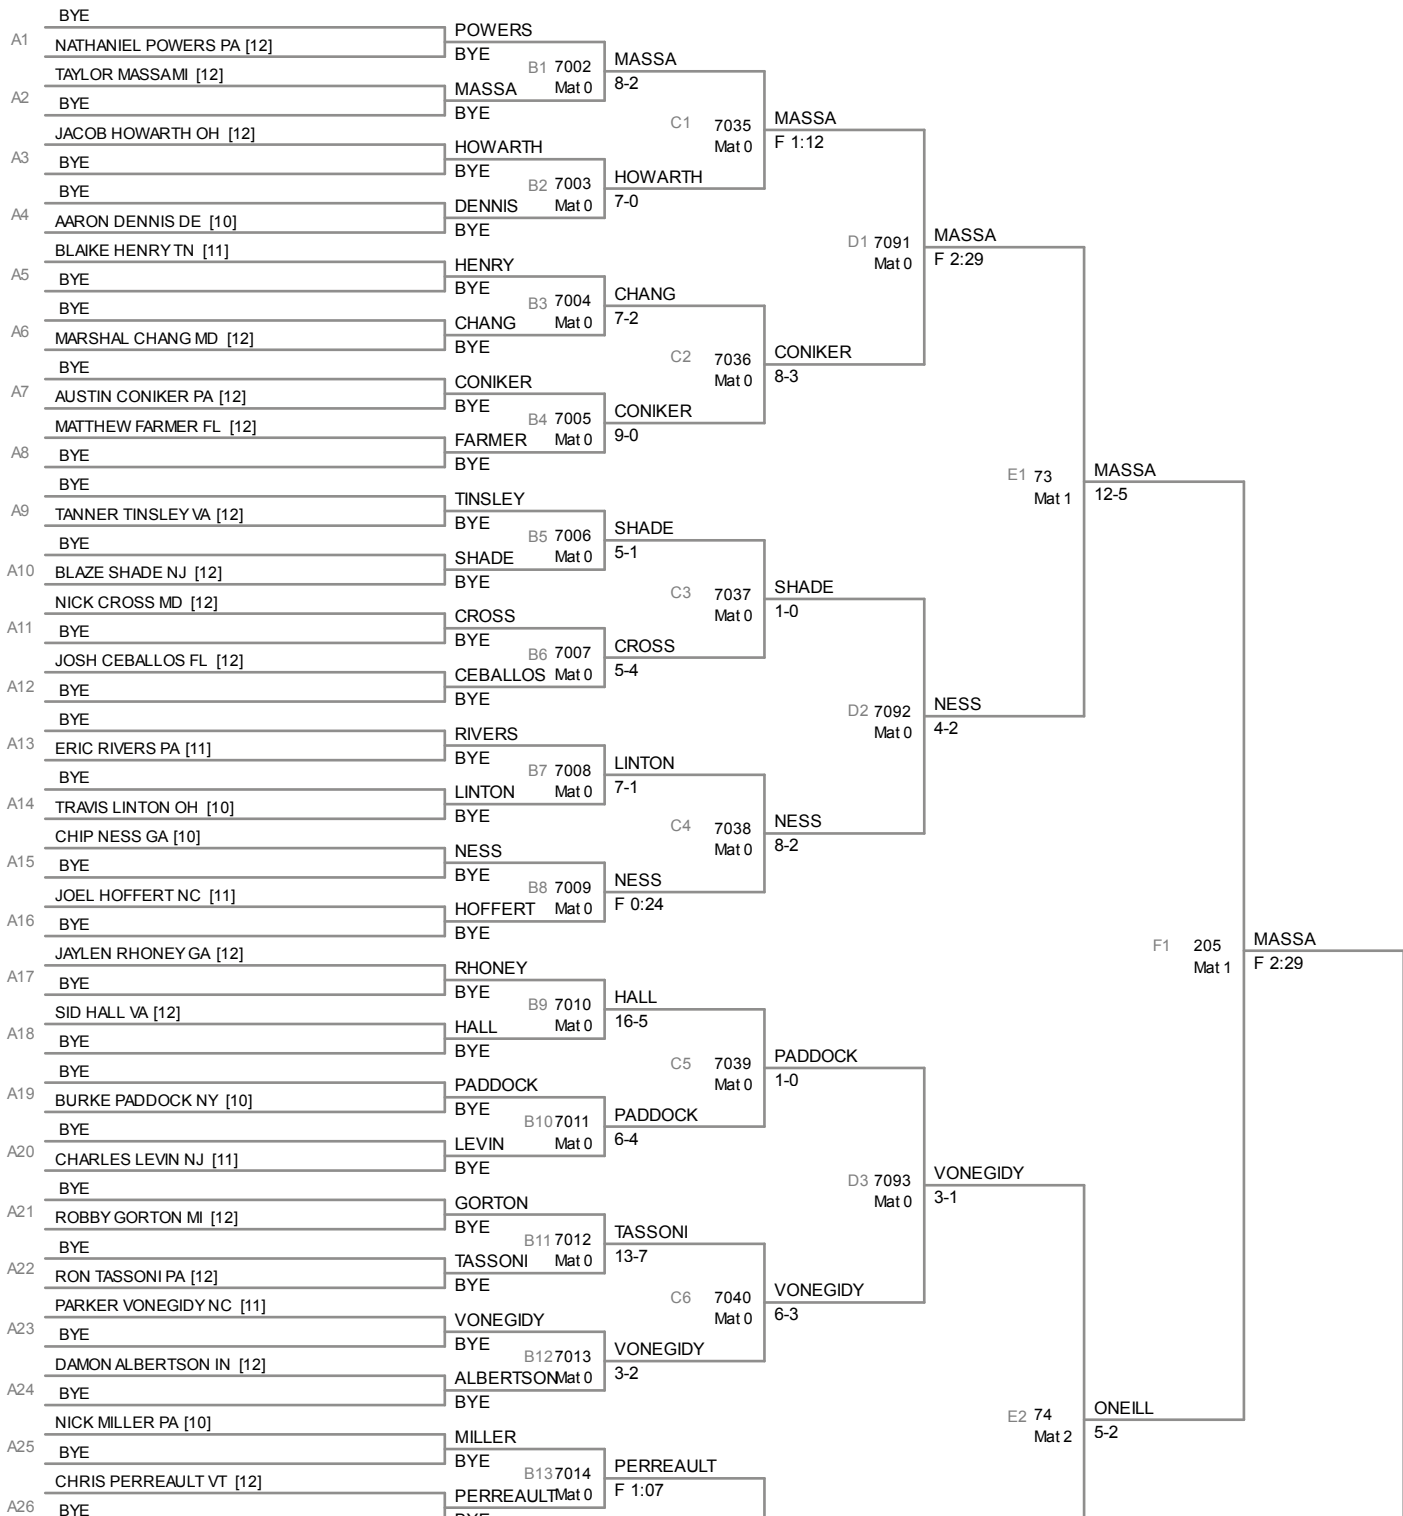 BYE
A1
NATHANIEL POWERS PA [12]
TAYLOR MASSAMI [12]
A2
BYE
JACOB HOWARTH OH [12]
A3
BYE
BYE
A4
AARON DENNIS DE [10]
BLAIKE HENRY TN [11]
A5
BYE
BYE
A6
MARSHAL CHANG MD [12]
BYE
A7
AUSTIN CONIKER PA [12]
MATTHEW FARMER FL [12]
A8
BYE
BYE
A9
TANNER TINSLEY VA [12]
BYE
A10
BLAZE SHADE NJ [12]
NICK CROSS MD [12]
A11
BYE
JOSH CEBALLOS FL [12]
A12
BYE
BYE
A13
ERIC RIVERS PA [11]
BYE
A14
TRAVIS LINTON OH [10]
CHIP NESS GA [10]
A15
BYE
JOEL HOFFERT NC [11]
A16
BYE
JAYLEN RHONEY GA [12]
A17
BYE
SID HALL VA [12]
A18
BYE
BYE
A19
BURKE PADDOCK NY [10]
BYE
A20
CHARLES LEVIN NJ [11]
BYE
A21
ROBBY GORTON MI [12]
BYE
A22
RON TASSONI PA [12]
PARKER VONEGIDY NC [11]
A23
BYE
DAMON ALBERTSON IN [12]
A24
BYE
NICK MILLER PA [10]
A25
BYE
CHRIS PERREAULT VT [12]
A26
BYE
POWERS
BYE
B1 7002
Mat 0
MASSA
BYE
HOWARTH
BYE
B2 7003
Mat 0
DENNIS
BYE
HENRY
BYE
B3 7004
Mat 0
CHANG
BYE
CONIKER
BYE
B4 7005
Mat 0
FARMER
BYE
TINSLEY
BYE
B5 7006
Mat 0
SHADE
BYE
CROSS
BYE
B6 7007
Mat 0
CEBALLOS
BYE
RIVERS
BYE
B7 7008
Mat 0
LINTON
BYE
NESS
BYE
B8 7009
Mat 0
HOFFERT
BYE
RHONEY
BYE
B9 7010
Mat 0
HALL
BYE
PADDOCK
BYE
B10 7011
Mat 0
LEVIN
BYE
GORTON
BYE
B11 7012
Mat 0
TASSONI
BYE
VONEGIDY
BYE
B12 7013
Mat 0
ALBERTSON
BYE
MILLER
BYE
B13 7014
Mat 0
PERREAULT
BYE
MASSA
8-2
C1 7035
Mat 0
HOWARTH
7-0
CHANG
7-2
C2 7036
Mat 0
CONIKER
9-0
SHADE
5-1
C3 7037
Mat 0
CROSS
5-4
LINTON
7-1
C4 7038
Mat 0
NESS
F 0:24
HALL
16-5
C5 7039
Mat 0
PADDOCK
6-4
TASSONI
13-7
C6 7040
Mat 0
VONEGIDY
3-2
PERREAULT
F 1:07
MASSA
F 1:12
D1 7091
Mat 0
CONIKER
8-3
SHADE
1-0
D2 7092
Mat 0
NESS
8-2
PADDOCK
1-0
D3 7093
Mat 0
VONEGIDY
6-3
MASSA
F 2:29
E1 73
Mat 1
NESS
4-2
VONEGIDY
3-1
E2 74
Mat 2
MASSA
12-5
F1 205
Mat 1
ONEILL
5-2
MASSA
F 2:29